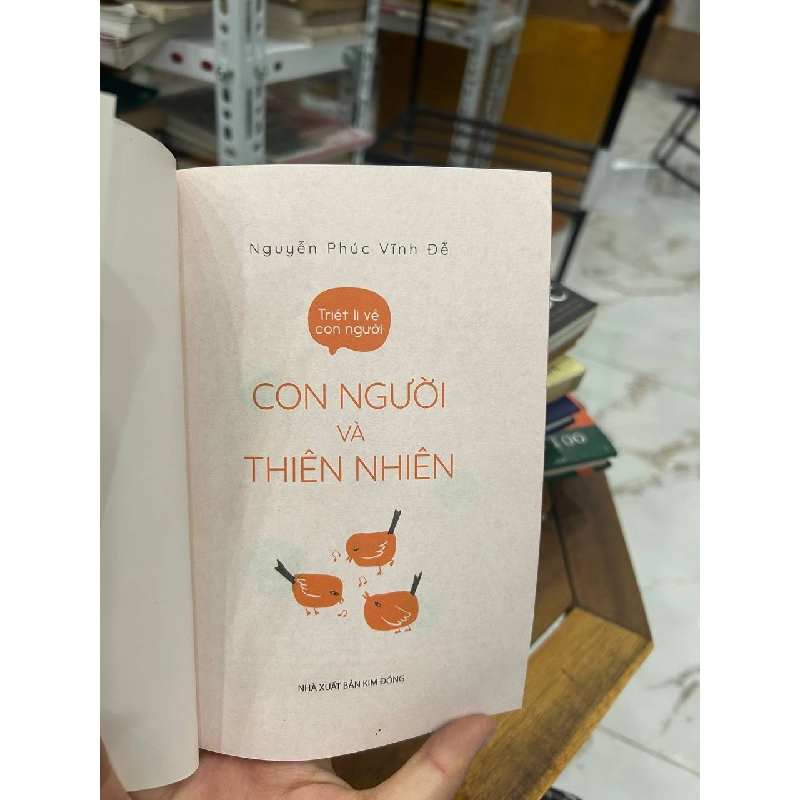 Nguyễn Phúc Vĩnh Đễ
Triết lí về
con người
CON NGƯỜI
VÀ
THIÊN NHIÊN
NHÀ XUẤT BẢN KIM ĐỒNG
100